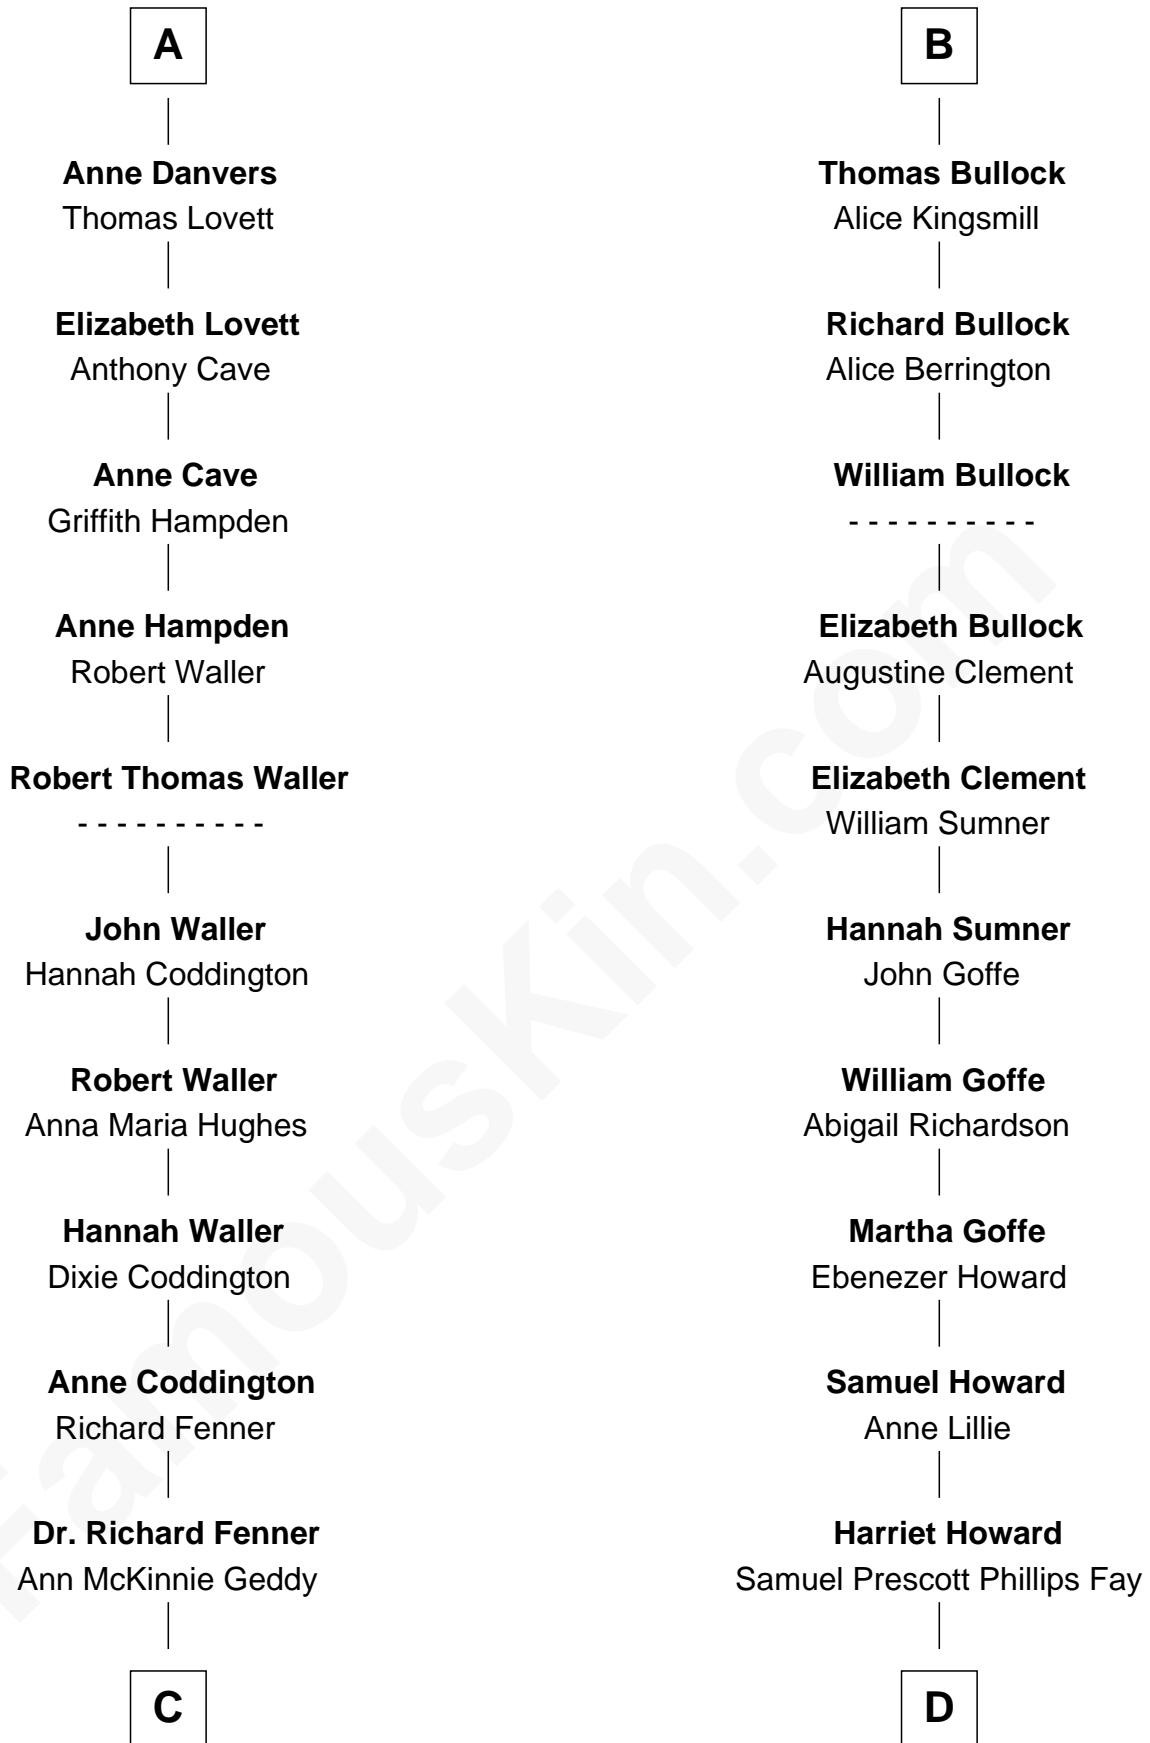 A
Anne Danvers
Thomas Lovett
Elizabeth Lovett
Anthony Cave
Anne Cave
Griffith Hampden
Anne Hampden
Robert Waller
Robert Thomas Waller
- - - - - - - - - -
John Waller
Hannah Coddington
Robert Waller
Anna Maria Hughes
Hannah Waller
Dixie Coddington
Anne Coddington
Richard Fenner
Dr. Richard Fenner
Ann McKinnie Geddy
C
B
Thomas Bullock
Alice Kingsmill
Richard Bullock
Alice Berrington
William Bullock
- - - - - - - - - -
Elizabeth Bullock
Augustine Clement
Elizabeth Clement
William Sumner
Hannah Sumner
John Goffe
William Goffe
Abigail Richardson
Martha Goffe
Ebenezer Howard
Samuel Howard
Anne Lillie
Harriet Howard
Samuel Prescott Phillips Fay
D
FamousKin.com